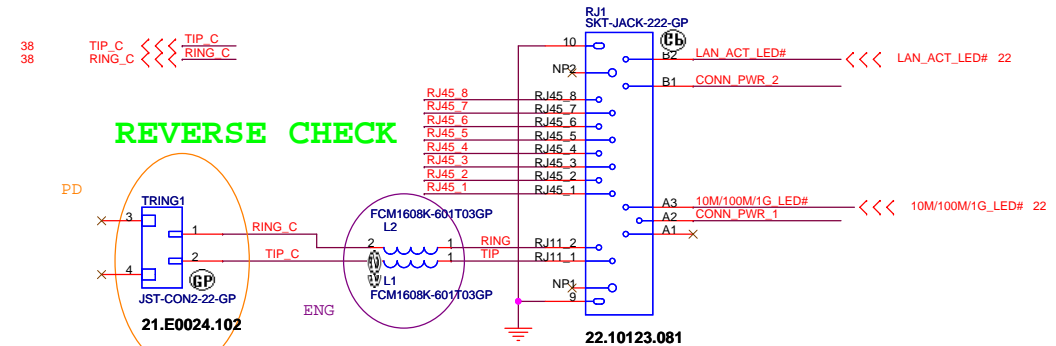 RJ1
SKT-JACK-222-GP
38 TIP_C TIP_C
38 RING_C RING_C
10
NP2
B2 LAN_ACT_LED# LAN_ACT_LED# 22
B1 CONN_PWR_2
RJ45_8 RJ45_8
RJ45_7 RJ45_7
RJ45_6 RJ45_6
RJ45_5 RJ45_5
RJ45_4 RJ45_4
RJ45_3 RJ45_3
RJ45_2 RJ45_2
RJ45_1 RJ45_1
REVERSE CHECK
PD
TRING1
3
1 RING_C
2 TIP_C
4
GP
JST-CON2-22-GP
21.E0024.102
FCM1608K-601T03GP
L2
2 1 RING RJ11_2
1 TIP RJ11_1
L1
FCM1608K-601T03GP
ENG
A3 10M/100M/1G_LED# 10M/100M/1G_LED# 22
A2 CONN_PWR_1
A1
NP1
9
22.10123.081